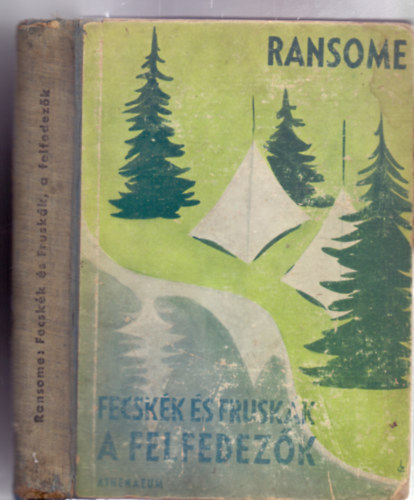 Ransome: Fecskék és Fruskák, a felfedezők
RANSOME
FECSKÉK ÉS FRUSKÁK
A FELFEDEZŐK
ATHENAEUM